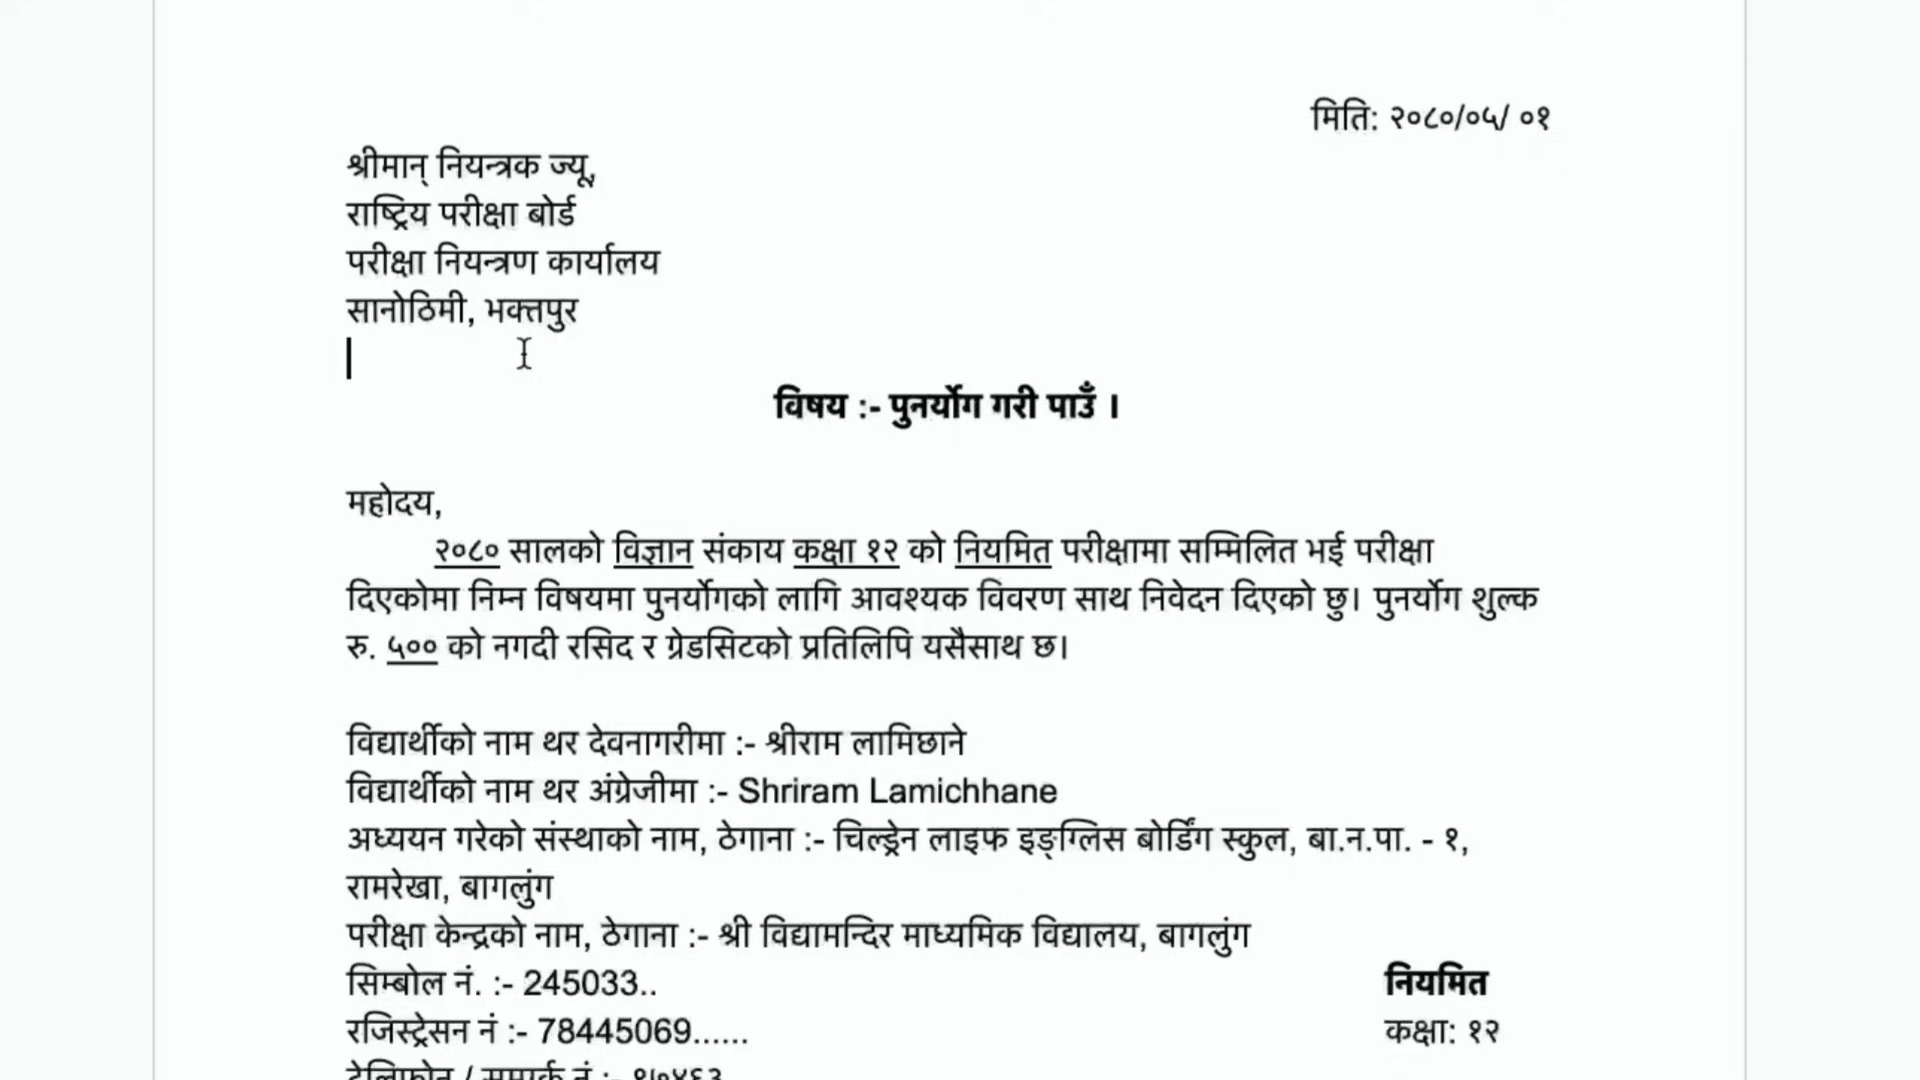 मिति: २०८०/०५/ ०१
श्रीमान् नियन्त्रक ज्यू,
राष्ट्रिय परीक्षा बोर्ड
परीक्षा नियन्त्रण कार्यालय
सानोठिमी, भक्तपुर
विषय :- पुनर्योग गरी पाउँ ।
महोदय,
२०८० सालको विज्ञान संकाय कक्षा १२ को नियमित परीक्षामा सम्मिलित भई परीक्षा
दिएकोमा निम्न विषयमा पुनर्योगको लागि आवश्यक विवरण साथ निवेदन दिएको छु। पुनर्योग शुल्क
रु. ५०० को नगदी रसिद र ग्रेडसिटको प्रतिलिपि यसैसाथ छ।
विद्यार्थीको नाम थर देवनागरीमा :- श्रीराम लामिछाने
विद्यार्थीको नाम थर अंग्रेजीमा :- Shriram Lamichhane
अध्ययन गरेको संस्थाको नाम, ठेगाना :- चिल्ड्रेन लाइफ इङ्ग्लिस बोर्डिंग स्कुल, बा.न.पा. - १,
रामरेखा, बागलुंग
परीक्षा केन्द्रको नाम, ठेगाना :- श्री विद्यामन्दिर माध्यमिक विद्यालय, बागलुंग
सिम्बोल नं. :- 245033.. नियमित
रजिस्ट्रेसन नं :- 78445069...... कक्षा: १२
टेलिफोन / सम्पर्क नं :- १७४६३